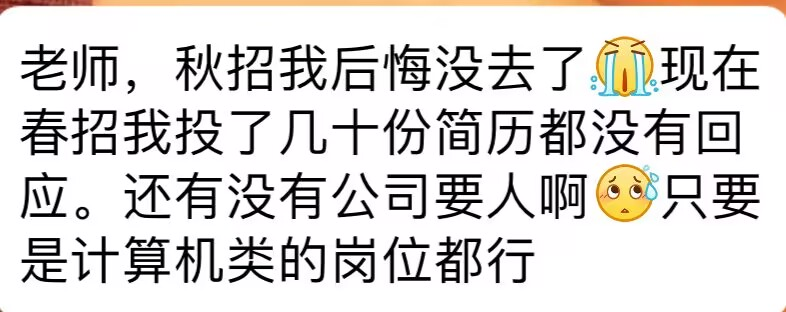 老师，秋招我后悔没去了😭现在
春招我投了几十份简历都没有回
应。还有没有公司要人啊😥只要
是计算机类的岗位都行